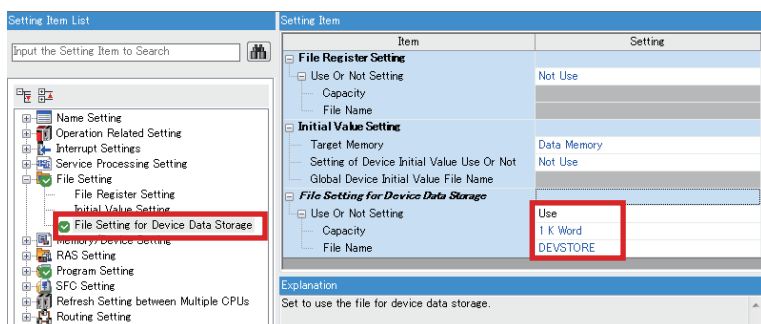 Setting Item List
Input the Setting Item to Search
Name Setting
Operation Related Setting
Interrupt Settings
Service Processing Setting
File Setting
File Register Setting
Initial Value Setting
File Setting for Device Data Storage
Memory/Device Setting
RAS Setting
Program Setting
SFC Setting
Refresh Setting between Multiple CPUs
Routing Setting
Setting Item
Item Setting
File Register Setting
Use Or Not Setting Not Use
Capacity
File Name
Initial Value Setting
Target Memory Data Memory
Setting of Device Initial Value Use Or Not Not Use
Global Device Initial Value File Name
File Setting for Device Data Storage
Use Or Not Setting Use
Capacity 1 K Word
File Name DEVSTORE
Explanation
Set to use the file for device data storage.